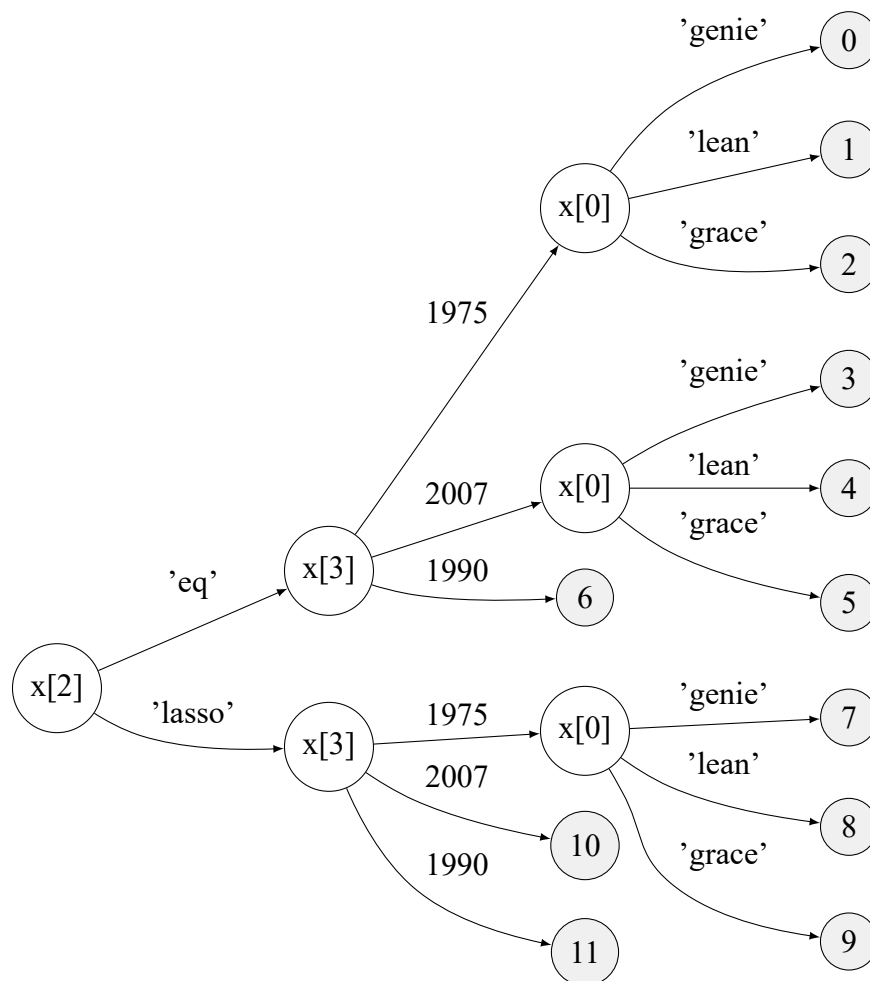 ’genie’
0
’lean’
1
x[0]
’grace’
2
1975
’genie’
3
2007
x[0]
’lean’
4
’grace’
’eq’
x[3]
1990
6
5
x[2]
’lasso’
x[3]
1975
x[0]
’genie’
7
2007
’lean’
8
10
1990
’grace’
9
11